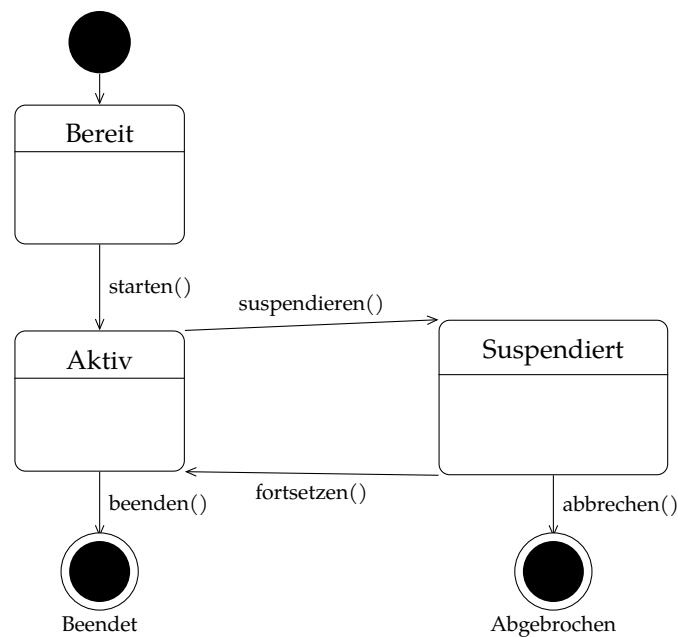 Bereit
starten()
suspendieren()
Aktiv
Suspendiert
fortsetzen()
beenden()
abbrechen()
Beendet
Abgebrochen